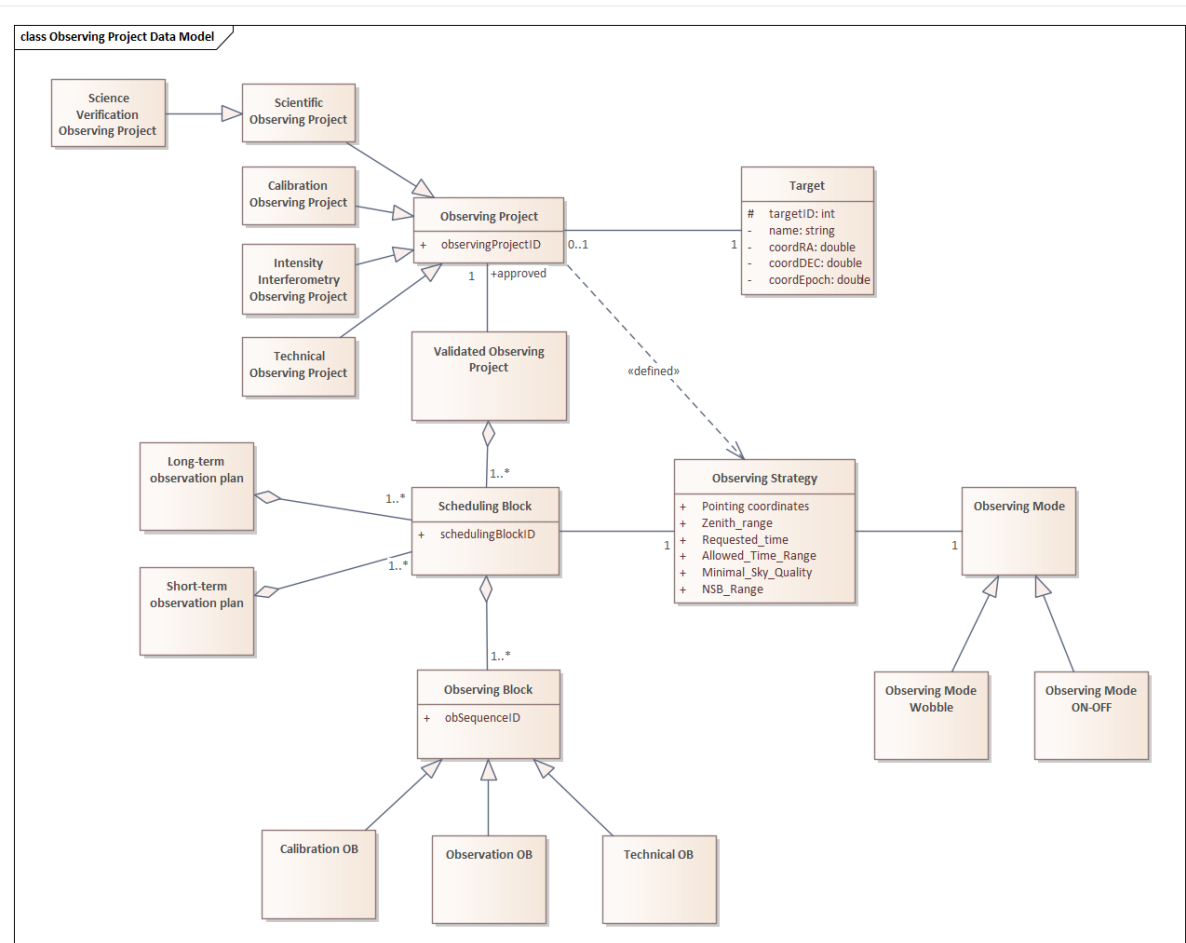 class Observing Project Data Model
Science
Verification
Observing Project
Scientific
Observing Project
Calibration
Observing Project
Intensity
Interferometry
Observing Project
Technical
Observing Project
Observing Project
+ observingProjectID
0..1
1
Target
# targetID: int
- name: string
- coordRA: double
- coordDEC: double
- coordEpoch: double
1
+approved
Validated Observing
Project
«defined»
Long-term
observation plan
1..*
1..*
Scheduling Block
+ schedulingBlockID
1
Short-term
observation plan
1..*
Observing Strategy
+ Pointing coordinates
+ Zenith_range
+ Requested_time
+ Allowed_Time_Range
+ Minimal_Sky_Quality
+ NSB_Range
1
Observing Mode
Observing Mode
Wobble
Observing Mode
ON-OFF
1..*
Observing Block
+ obSequenceID
Calibration OB
Observation OB
Technical OB